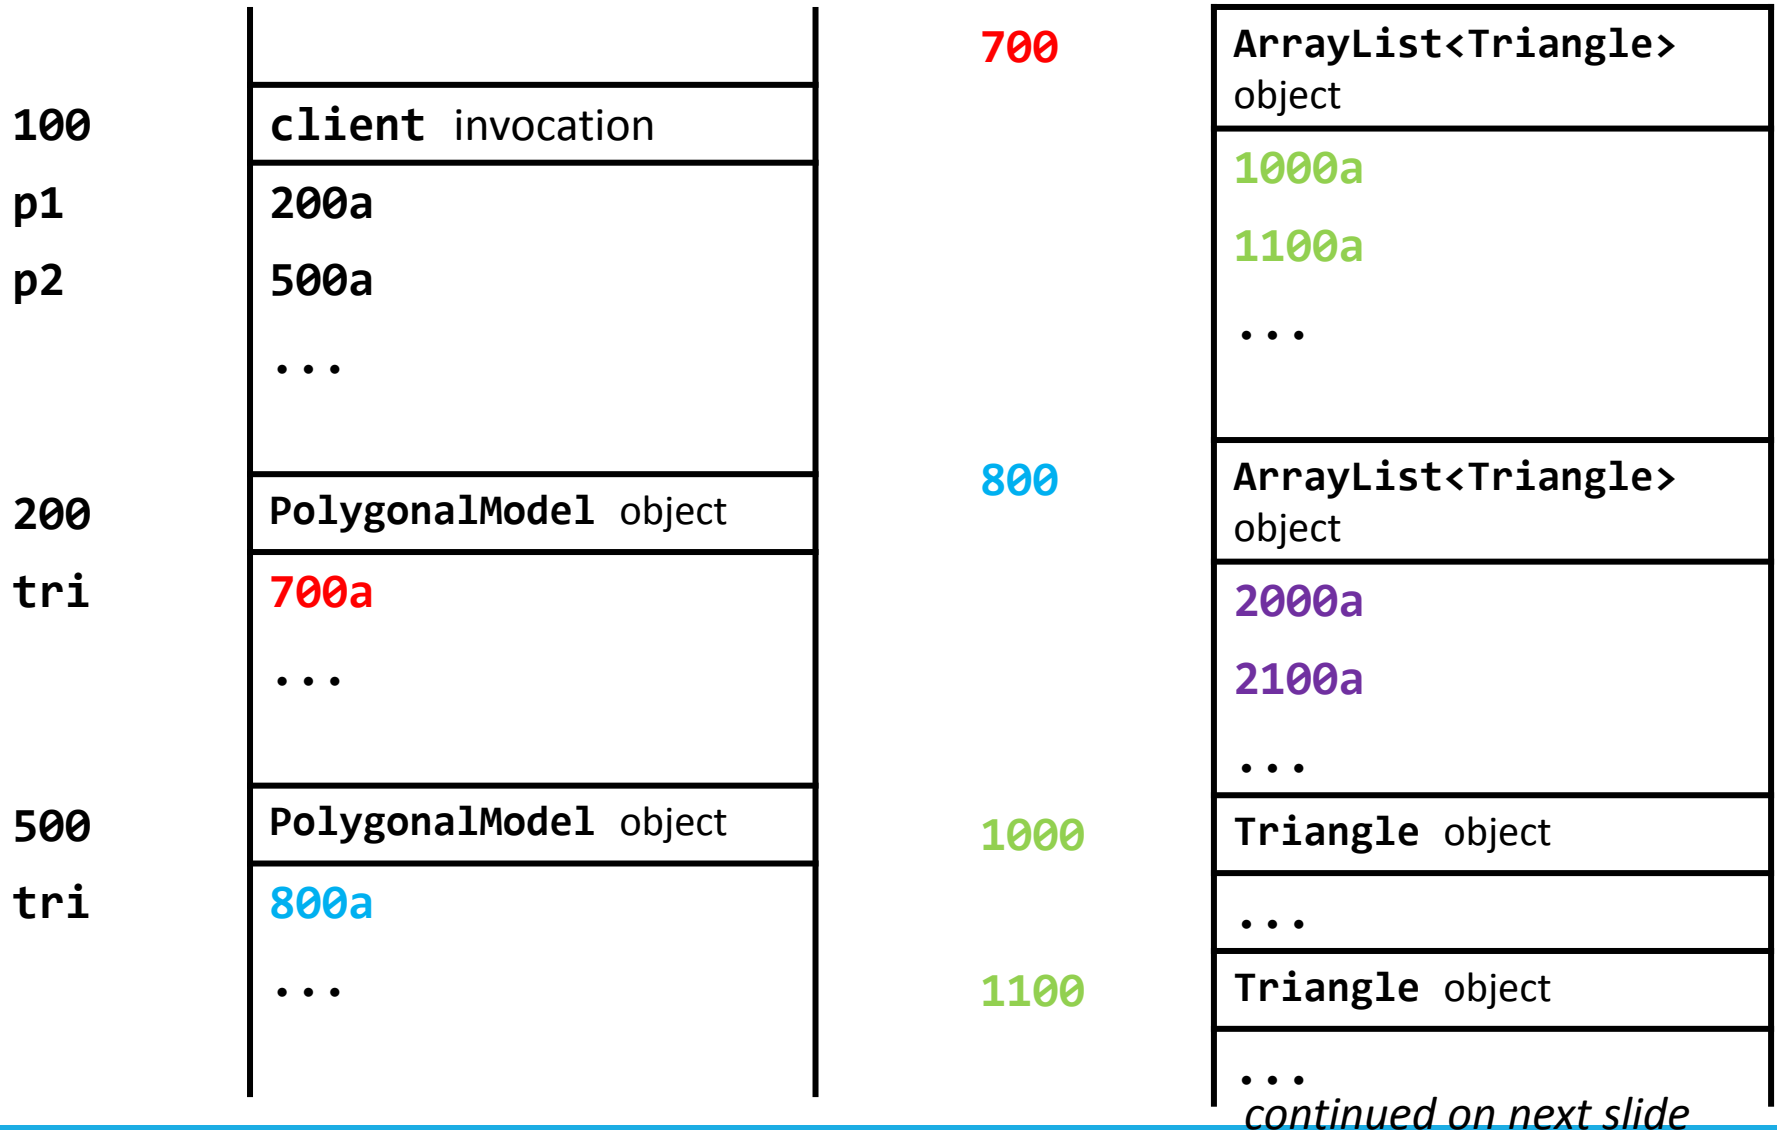 100 client invocation
p1 200a
p2 500a
...
200 PolygonalModel object
tri 700a
...
500 PolygonalModel object
tri 800a
...
700 ArrayList<Triangle>
object
1000a
1100a
...
800 ArrayList<Triangle>
object
2000a
2100a
...
1000 Triangle object
...
1100 Triangle object
...
continued on next slide